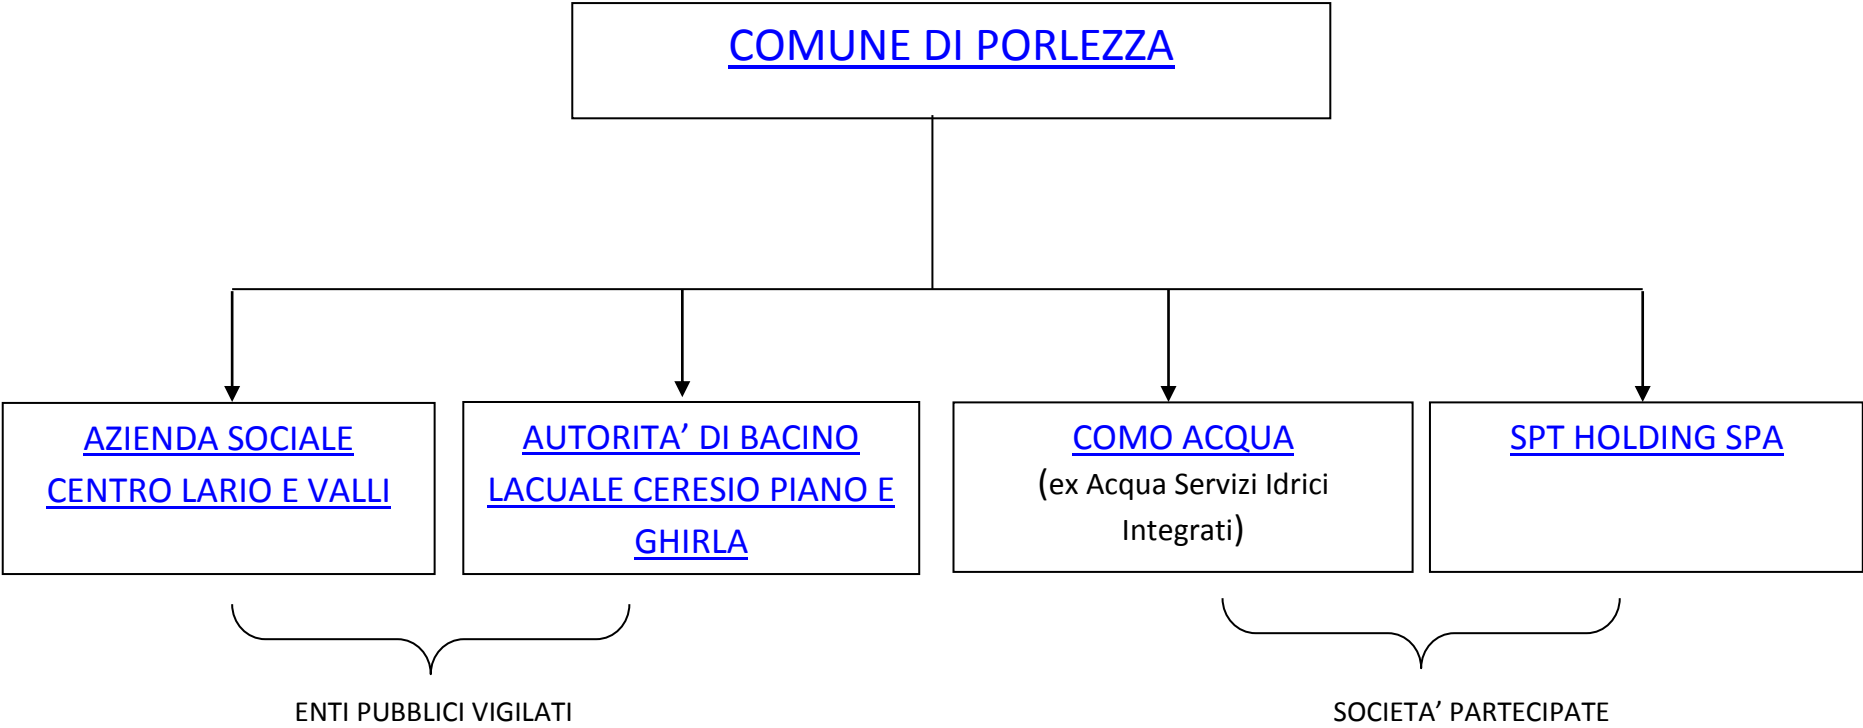 COMUNE DI PORLEZZA
AZIENDA SOCIALE
CENTRO LARIO E VALLI
AUTORITA’ DI BACINO
LACUALE CERESIO PIANO E
GHIRLA
COMO ACQUA
(ex Acqua Servizi Idrici
Integrati)
SPT HOLDING SPA
ENTI PUBBLICI VIGILATI
SOCIETA’ PARTECIPATE